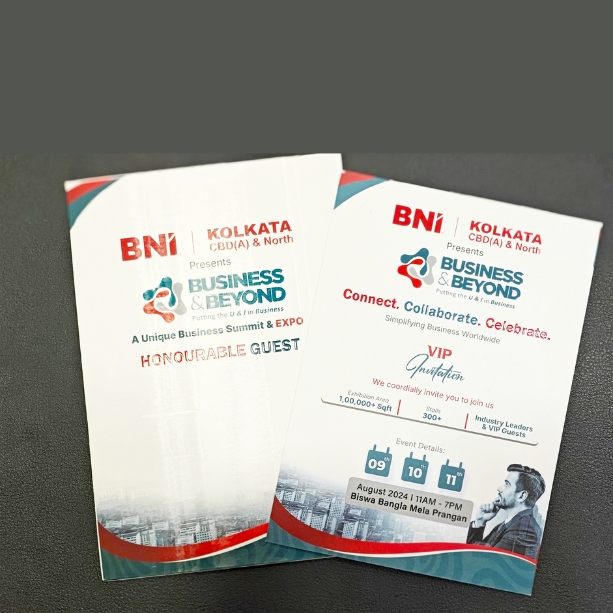 BNI | KOLKATA
CBD(A) & North
Presents
BUSINESS
& BEYOND
Putting the U & I in Business
A Unique Business Summit & EXPO
HONOURABLE GUEST
BNI | KOLKATA
CBD(A) & North
Presents
BUSINESS
& BEYOND
Putting the U & I in Business
Connect. Collaborate. Celebrate.
Simplifying Business Worldwide
VIP
Invitation
We coordially invite you to join us
Exhibition Area
1,00,000+ Sqft
Stalls
300+
Industry Leaders
& VIP Guests
Event Details:
09th 10th 11th
August 2024 | 11AM - 7PM
Biswa Bangla Mela Prangan